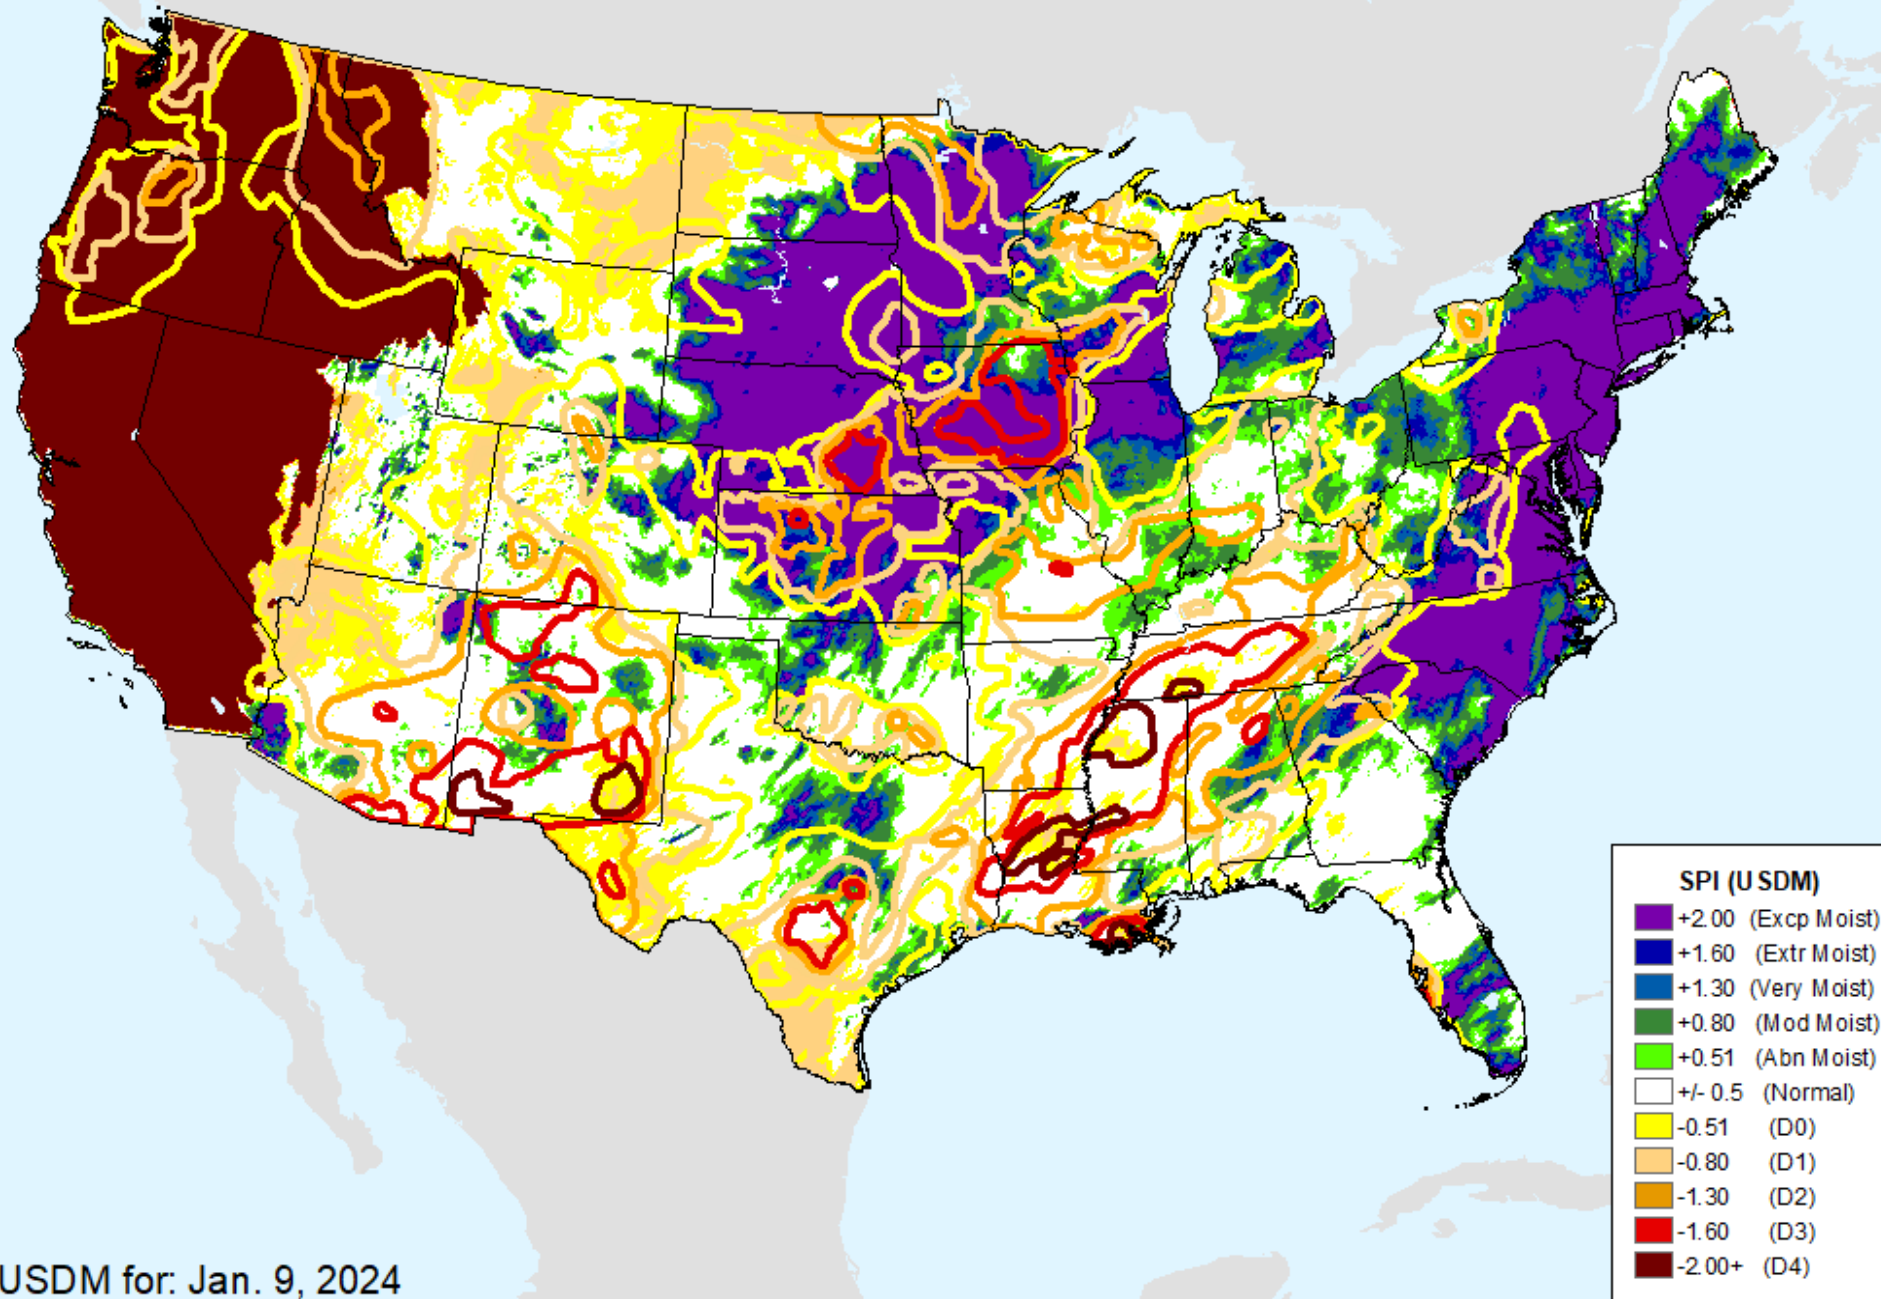 SPI (USDM)
+2.00 (Excp Moist)
+1.60 (Extr Moist)
+1.30 (Very Moist)
+0.80 (Mod Moist)
+0.51 (Abn Moist)
+/- 0.5 (Normal)
-0.51 (D0)
-0.80 (D1)
-1.30 (D2)
-1.60 (D3)
-2.00+ (D4)
USDM for: Jan. 9, 2024